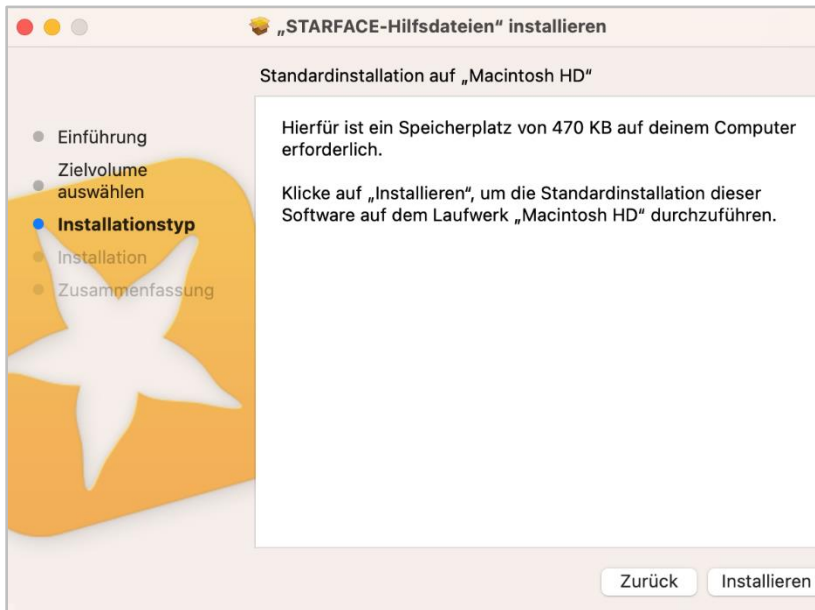 „STARFACE-Hilfsdateien“ installieren
Standardinstallation auf „Macintosh HD“
Einführung
Zielvolume
auswählen
Installationstyp
Installation
Zusammenfassung
Hierfür ist ein Speicherplatz von 470 KB auf deinem Computer
erforderlich.
Klicke auf „Installieren“, um die Standardinstallation dieser
Software auf dem Laufwerk „Macintosh HD“ durchzuführen.
Zurück
Installieren